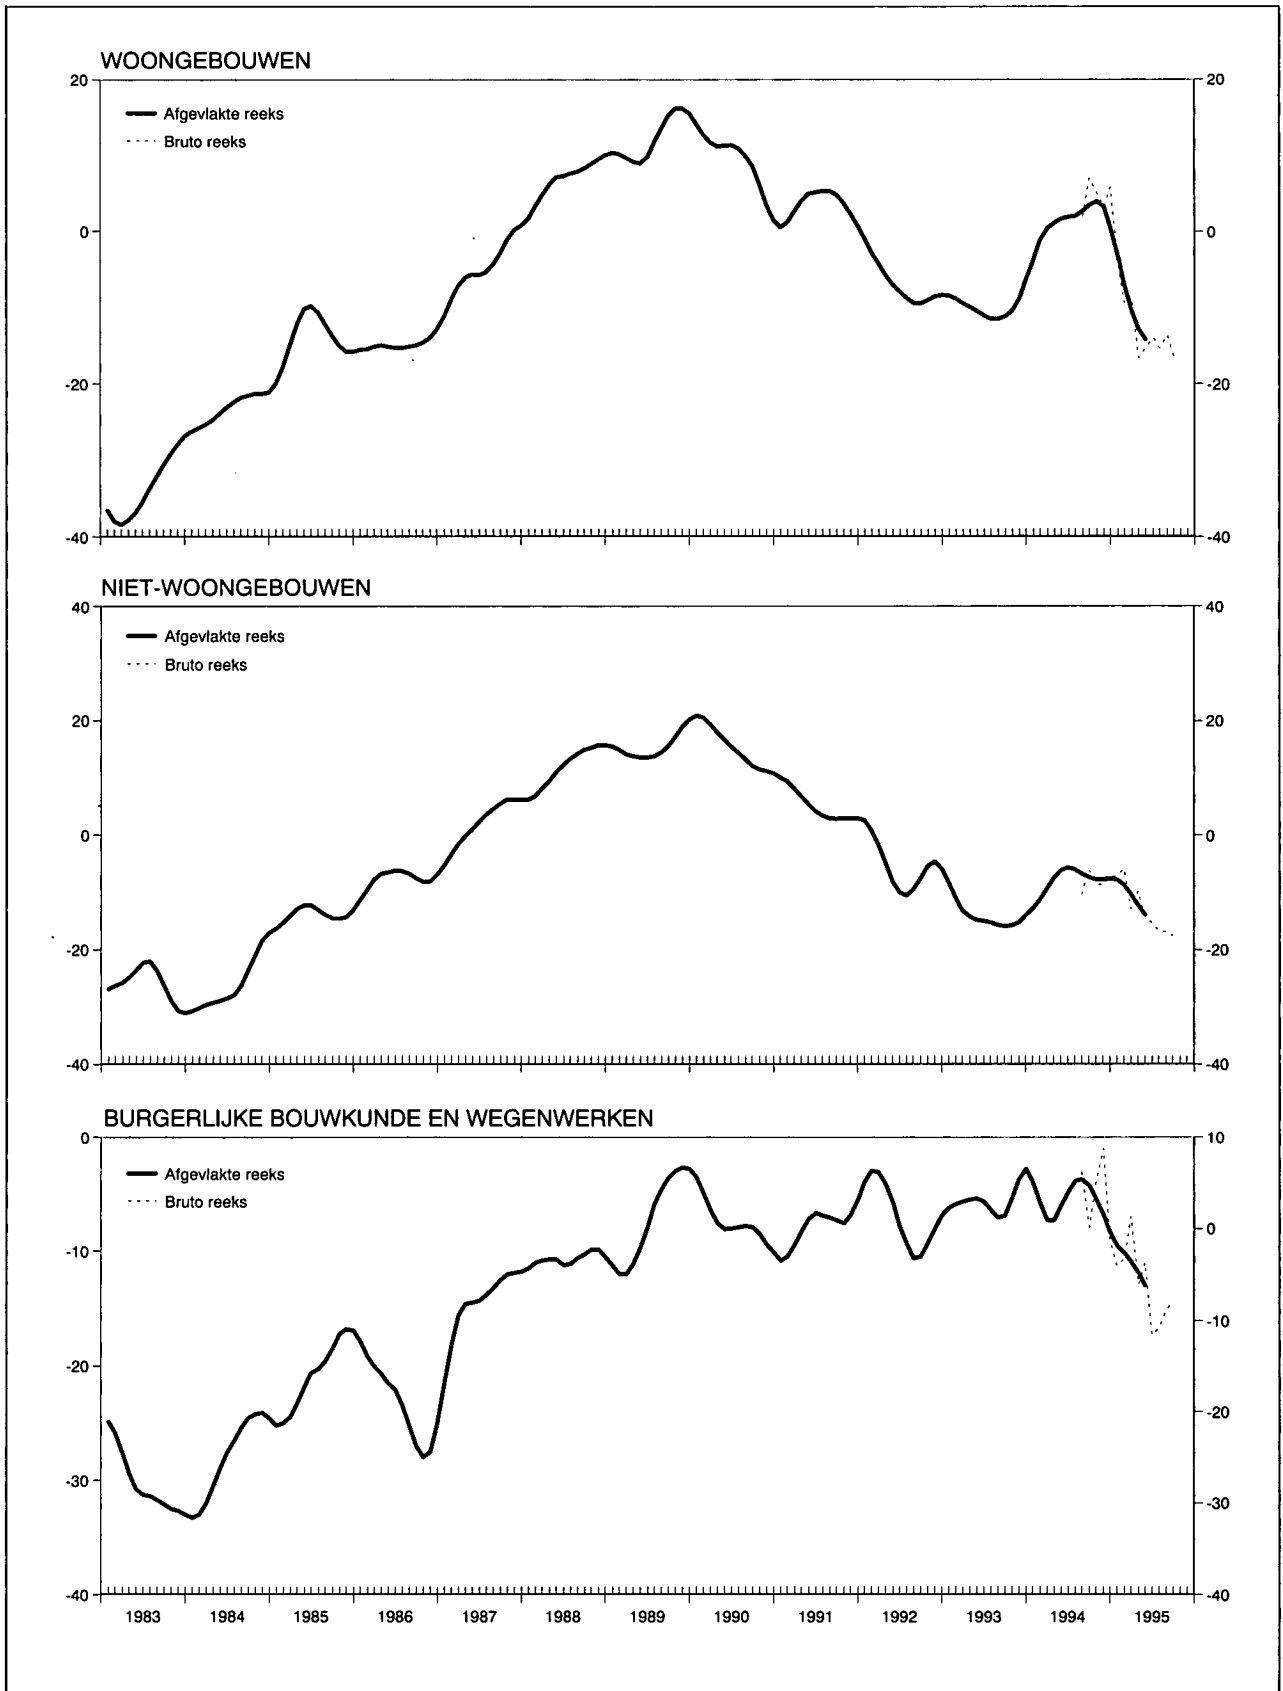 WOONGEBOUWEN
20 20
Afgevlakte reeks
Bruto reeks
0 0
-20 -20
-40 -40
NIET-WOONGEBOUWEN
40 40
Afgevlakte reeks
Bruto reeks
20 20
0 0
-20 -20
-40 -40
BURGERLIJKE BOUWKUNDE EN WEGENWERKEN
0 10
Afgevlakte reeks
Bruto reeks
0
-10
-10
-20
-20
-30
-30
-40 -40
1983 1984 1985 1986 1987 1988 1989 1990 1991 1992 1993 1994 1995